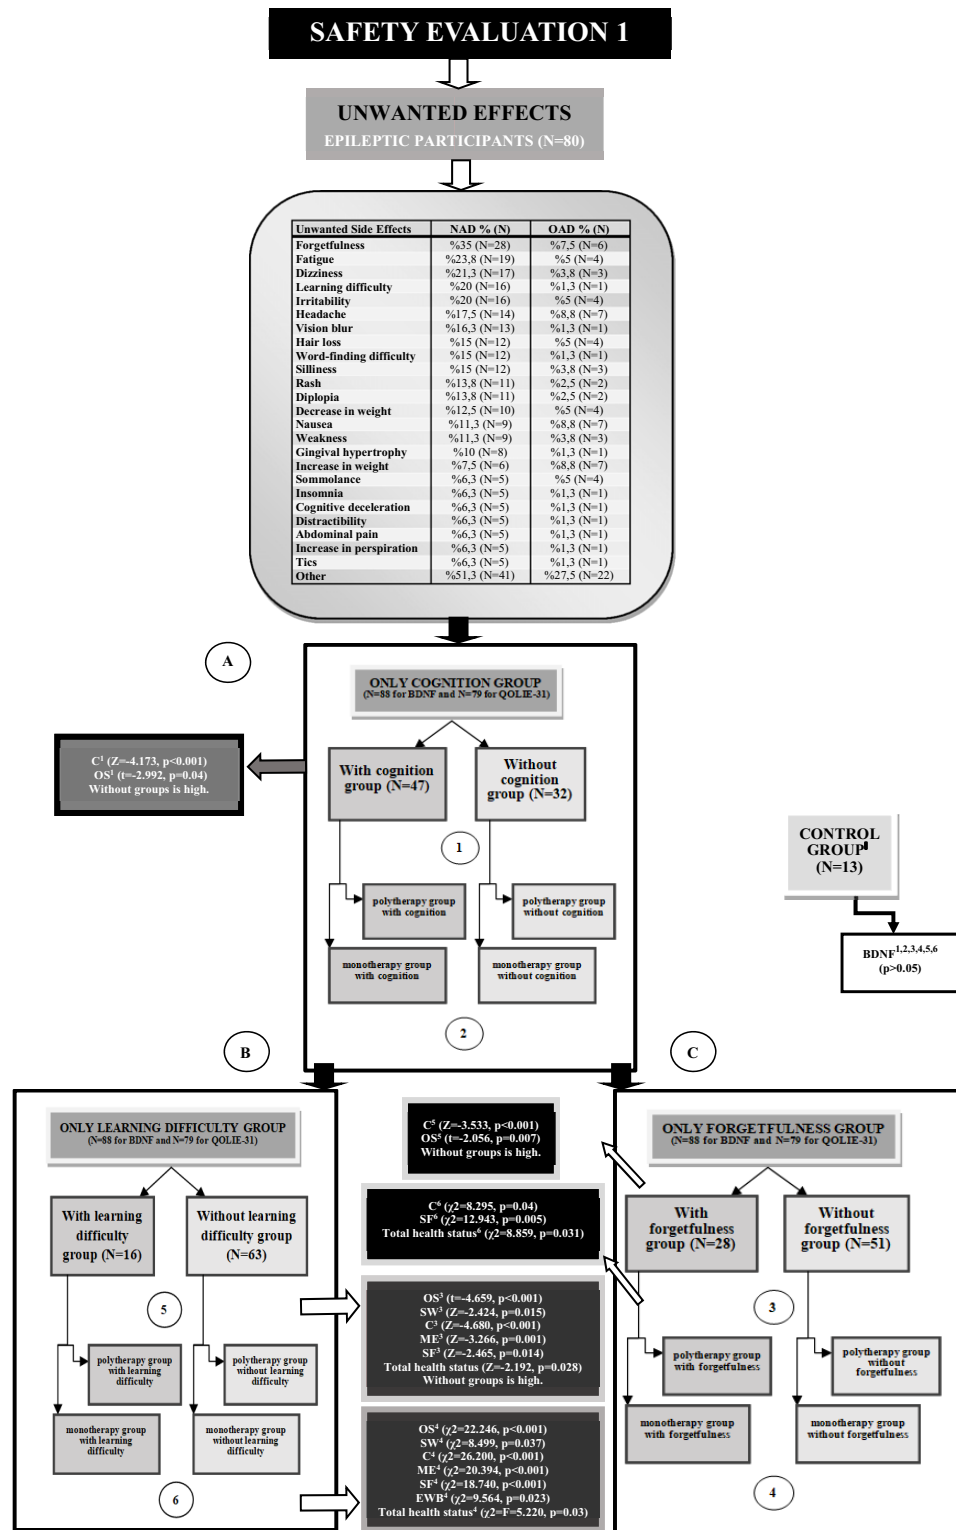 SAFETY EVALUATION 1
UNWANTED EFFECTS
EPILEPTIC PARTICIPANTS (N=80)
Unwanted Side Effects NAD % (N) OAD % (N)
Forgetfulness %35 (N=28) %7,5 (N=6)
Fatigue %23,8 (N=19) %5 (N=4)
Dizziness %21,3 (N=17) %3,8 (N=3)
Learning difficulty %20 (N=16) %1,3 (N=1)
Irritability %20 (N=16) %5 (N=4)
Headache %17,5 (N=14) %8,8 (N=7)
Vision blur %16,3 (N=13) %1,3 (N=1)
Hair loss %15 (N=12) %5 (N=4)
Word-finding difficulty %15 (N=12) %1,3 (N=1)
Silliness %15 (N=12) %3,8 (N=3)
Rash %13,8 (N=11) %2,5 (N=2)
Diplopia %13,8 (N=11) %2,5 (N=2)
Decrease in weight %12,5 (N=10) %5 (N=4)
Nausea %11,3 (N=9) %8,8 (N=7)
Weakness %11,3 (N=9) %3,8 (N=3)
Gingival hypertrophy %10 (N=8) %1,3 (N=1)
Increase in weight %7,5 (N=6) %8,8 (N=7)
Sommolance %6,3 (N=5) %5 (N=4)
Insomnia %6,3 (N=5) %1,3 (N=1)
Cognitive deceleration %6,3 (N=5) %1,3 (N=1)
Distractibility %6,3 (N=5) %1,3 (N=1)
Abdominal pain %6,3 (N=5) %1,3 (N=1)
Increase in perspiration %6,3 (N=5) %1,3 (N=1)
Tics %6,3 (N=5) %1,3 (N=1)
Other %51,3 (N=41) %27,5 (N=22)
A
ONLY COGNITION GROUP
(N=88 for BDNF and N=79 for QOLIE-31)
With cognition
group (N=47)
Without
cognition
group (N=32)
C¹ (Z=-4.173, p<0.001)
OS¹ (t=-2.992, p=0.04)
Without groups is high.
1
polytherapy group
with cognition
polytherapy group
without cognition
monotherapy group
with cognition
monotherapy group
without cognition
2
CONTROL
GROUP
(N=13)
BDNF¹,²,³,⁴,⁵,⁶
(p>0.05)
B
ONLY LEARNING DIFFICULTY GROUP
(N=88 for BDNF and N=79 for QOLIE-31)
With learning
difficulty
group (N=16)
Without learning
difficulty group
(N=63)
5
polytherapy group
with learning
difficulty
polytherapy group
without learning
difficulty
monotherapy group
with learning
difficulty
monotherapy group
without learning
difficulty
6
C⁵ (Z=-3.533, p<0.001)
OS⁵ (t=-2.056, p=0.007)
Without groups is high.
C⁶ (χ2=8.295, p=0.04)
SF⁶ (χ2=12.943, p=0.005)
Total health status⁶ (χ2=8.859, p=0.031)
OS³ (t=-4.659, p<0.001)
SW³ (Z=-2.424, p=0.015)
C³ (Z=-4.680, p<0.001)
ME³ (Z=-3.266, p=0.001)
SF³ (Z=-2.465, p=0.014)
Total health status (Z=-2.192, p=0.028)
Without groups is high.
OS⁴ (χ2=22.246, p<0.001)
SW⁴ (χ2=8.499, p=0.037)
C⁴ (χ2=26.200, p<0.001)
ME⁴ (χ2=20.394, p<0.001)
SF⁴ (χ2=18.740, p<0.001)
EWB⁴ (χ2=9.564, p=0.023)
Total health status⁴ (χ2=F=5.220, p=0.03)
C
ONLY FORGETFULNESS GROUP
(N=88 for BDNF and N=79 for QOLIE-31)
With
forgetfulness
group (N=28)
Without
forgetfulness
group (N=51)
3
polytherapy group
with forgetfulness
polytherapy group
without
forgetfulness
monotherapy group
with forgetfulness
monotherapy group
without forgetfulness
4